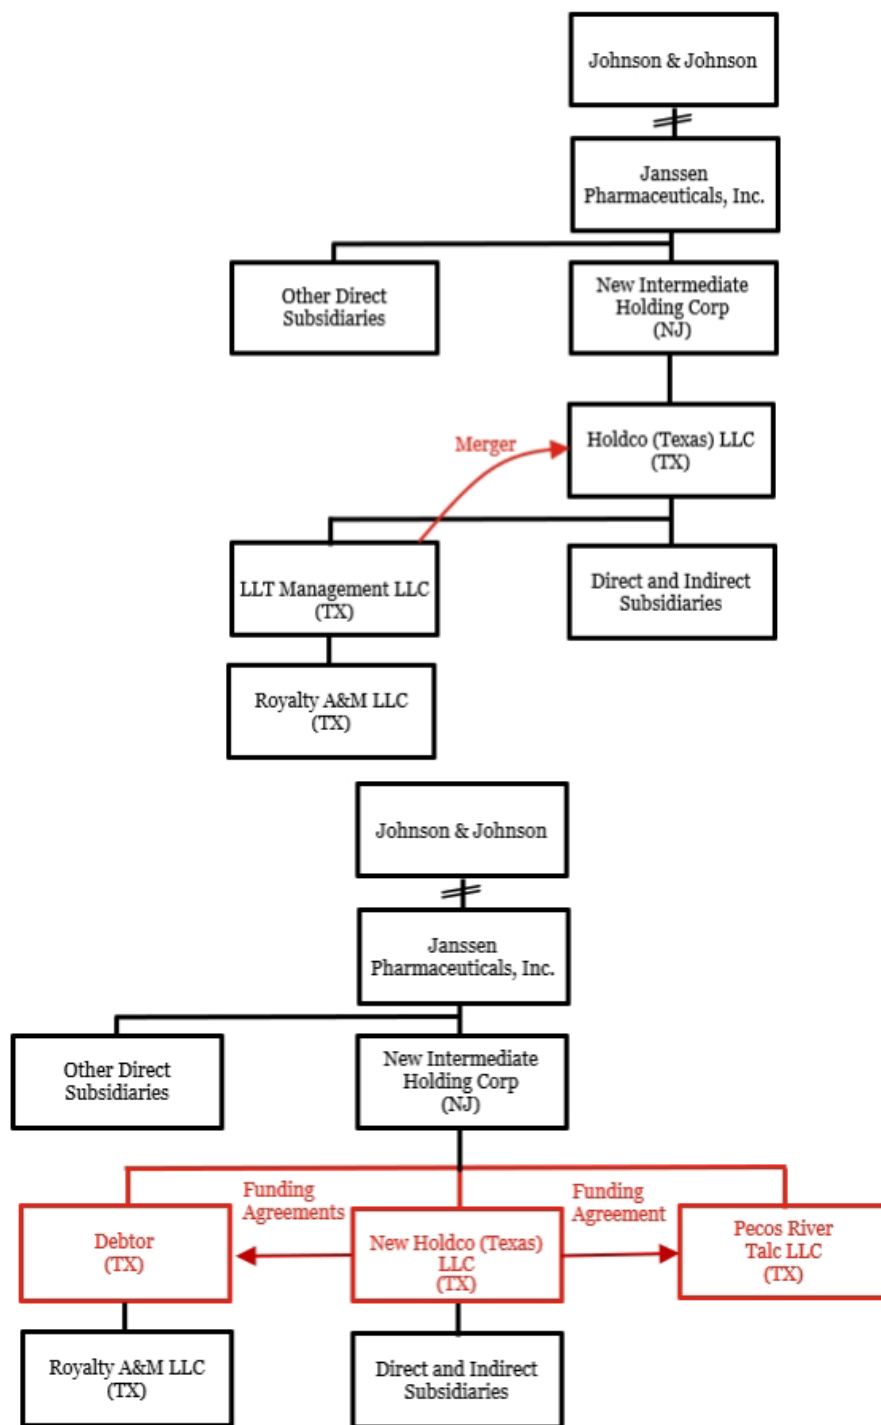 Johnson & Johnson
Janssen
Pharmaceuticals, Inc.
Other Direct
Subsidiaries
New Intermediate
Holding Corp
(NJ)
Merger
Holdco (Texas) LLC
(TX)
LLT Management LLC
(TX)
Direct and Indirect
Subsidiaries
Royalty A&M LLC
(TX)
Johnson & Johnson
Janssen
Pharmaceuticals, Inc.
Other Direct
Subsidiaries
New Intermediate
Holding Corp
(NJ)
Funding
Agreements
Funding
Agreement
Debtor
(TX)
New Holdco (Texas)
LLC
(TX)
Pecos River
Talc LLC
(TX)
Royalty A&M LLC
(TX)
Direct and Indirect
Subsidiaries